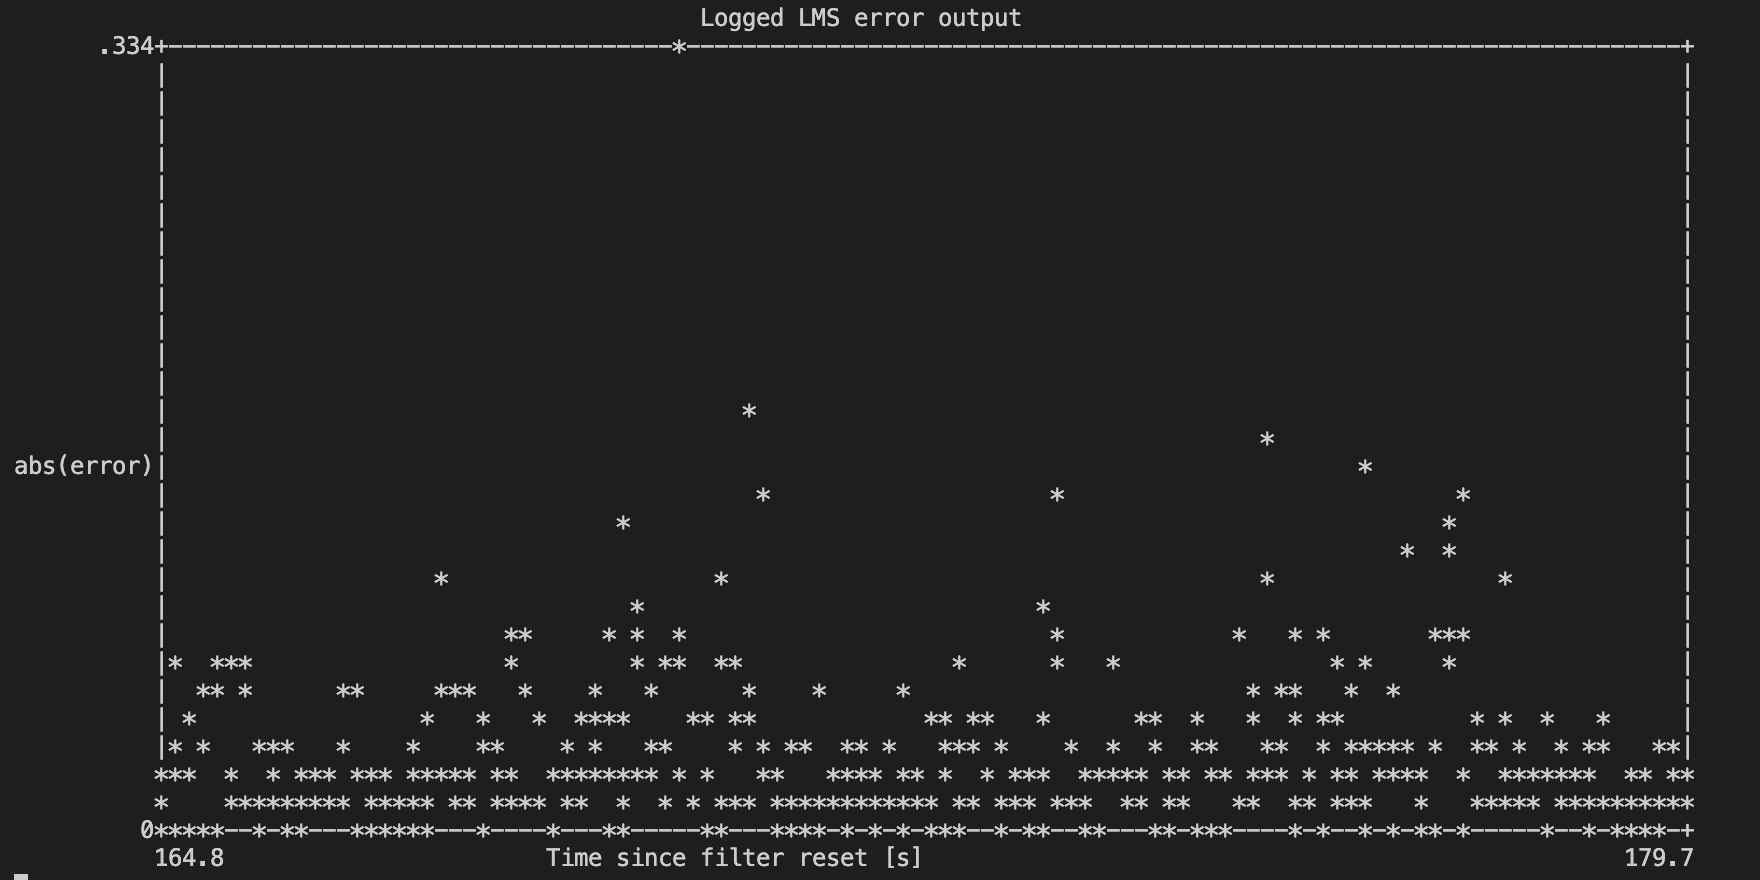 Logged LMS error output
.334
abs(error)
0
164.8 Time since filter reset [s] 179.7